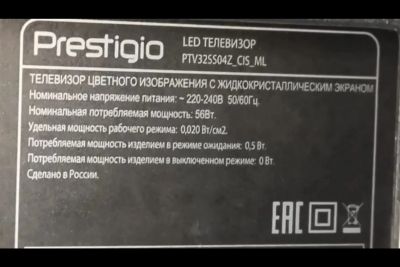 Prestigio
LED ТЕЛЕВИЗОР
PTV32SS04Z_CIS_ML
ТЕЛЕВИЗОР ЦВЕТНОГО ИЗОБРАЖЕНИЯ С ЖИДКОКРИСТАЛЛИЧЕСКИМ ЭКРАНОМ
Номинальное напряжение питания: ~ 220-240В 50/60Гц.
Номинальная потребляемая мощность: 56Вт.
Удельная мощность рабочего режима: 0,020 Вт/см2.
Потребляемая мощность изделием в режиме ожидания: 0,5 Вт.
Потребляемая мощность изделием в выключенном режиме: 0 Вт.
Сделано в России.
EAC